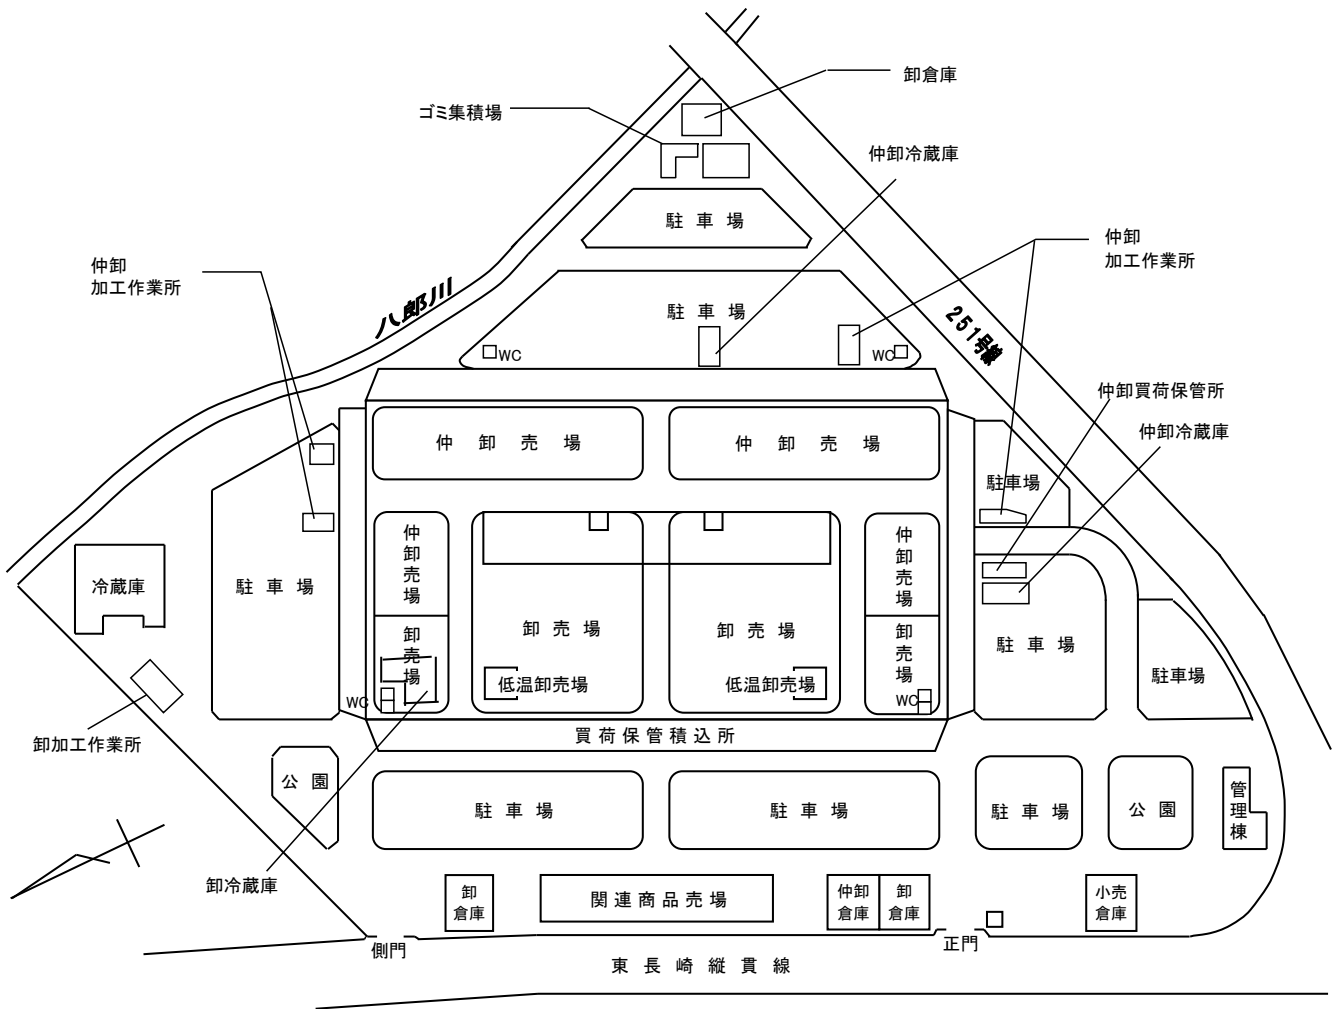 卸倉庫
ゴミ集積場
仲卸冷蔵庫
駐車場
仲卸
加工作業所
仲卸
加工作業所
八郎川
駐車場
251号線
WC
WC
仲卸買荷保管所
仲卸冷蔵庫
仲卸売場
仲卸売場
駐車場
仲卸売場
仲卸売場
冷蔵庫
駐車場
卸売場
卸売場
卸売場
卸売場
駐車場
駐車場
低温卸売場
低温卸売場
WC
WC
卸加工作業所
買荷保管積込所
公園
駐車場
駐車場
駐車場
公園
管理棟
卸冷蔵庫
卸
倉庫
関連商品売場
仲卸
倉庫
卸
倉庫
小売
倉庫
側門
正門
東長崎縦貫線